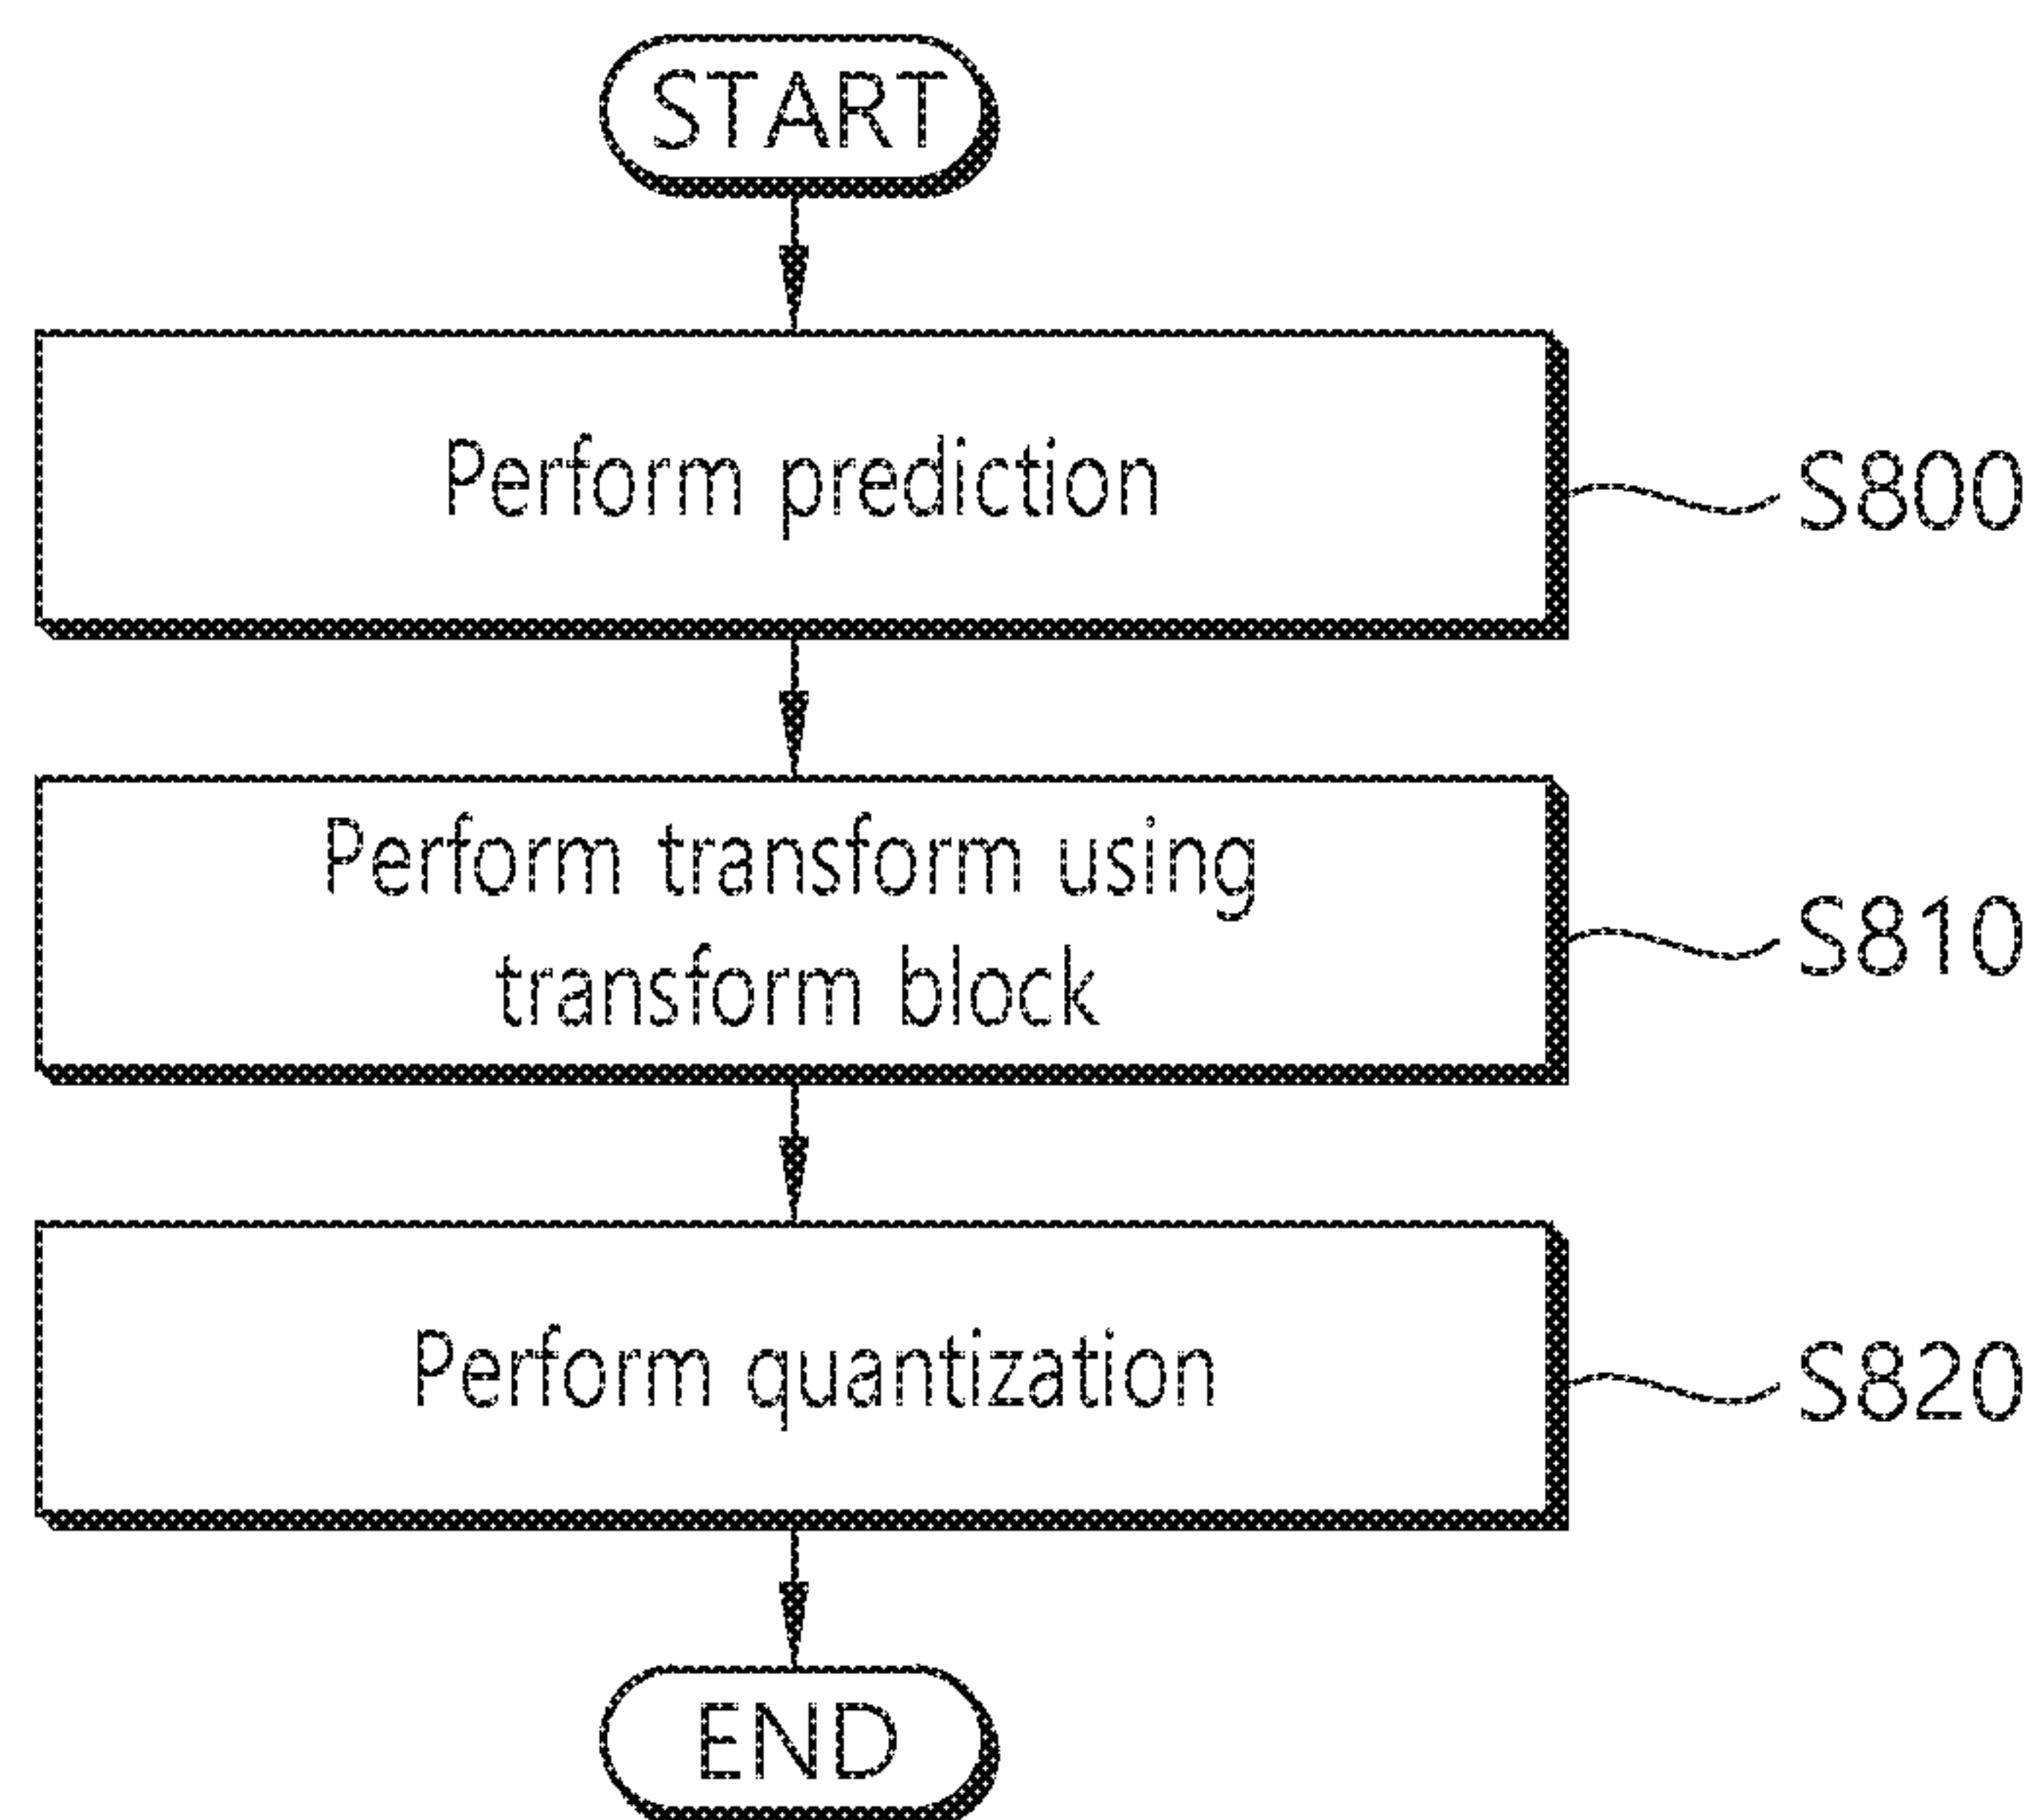 START
Perform prediction
S800
Perform transform using
transform block
S810
Perform quantization
S820
END